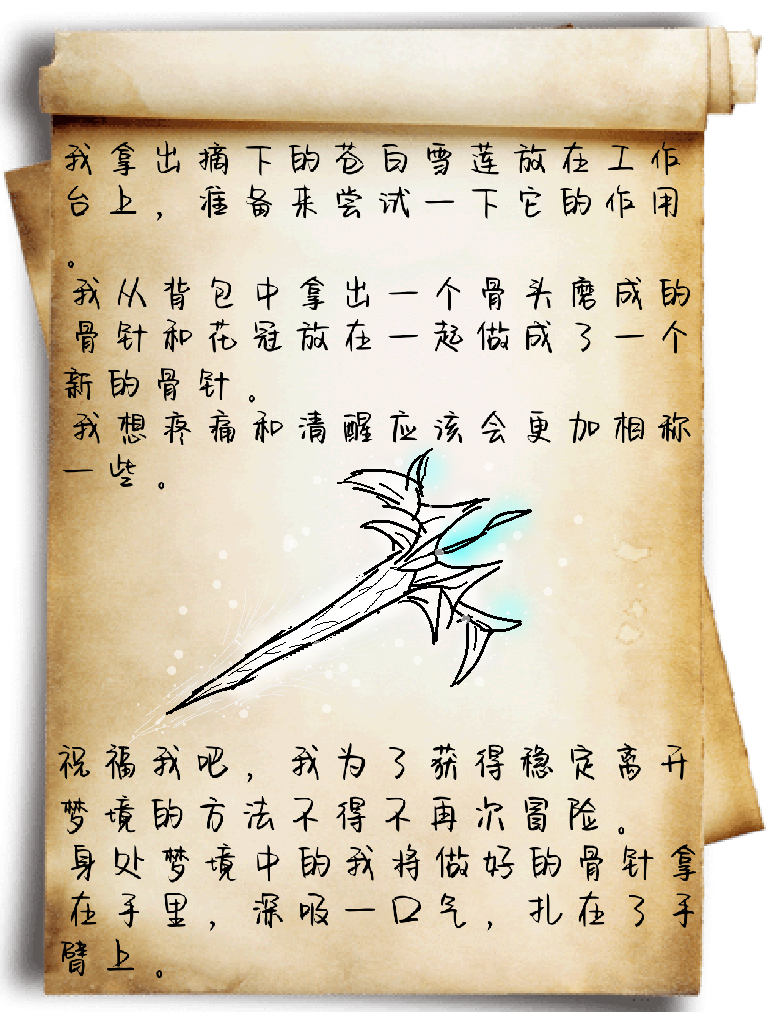 我拿出摘下的苍白雪莲放在工作
台上，准备来尝试一下它的作用
。
我从背包中拿出一个骨头磨成的
骨针和花冠放在一起做成了一个
新的骨针。
我想疼痛和清醒应该会更加相称
一些。
祝福我吧，我为了获得稳定离开
梦境的方法不得不再次冒险。
身处梦境中的我将做好的骨针拿
在手里，深吸一口气，扎在了手
臂上。